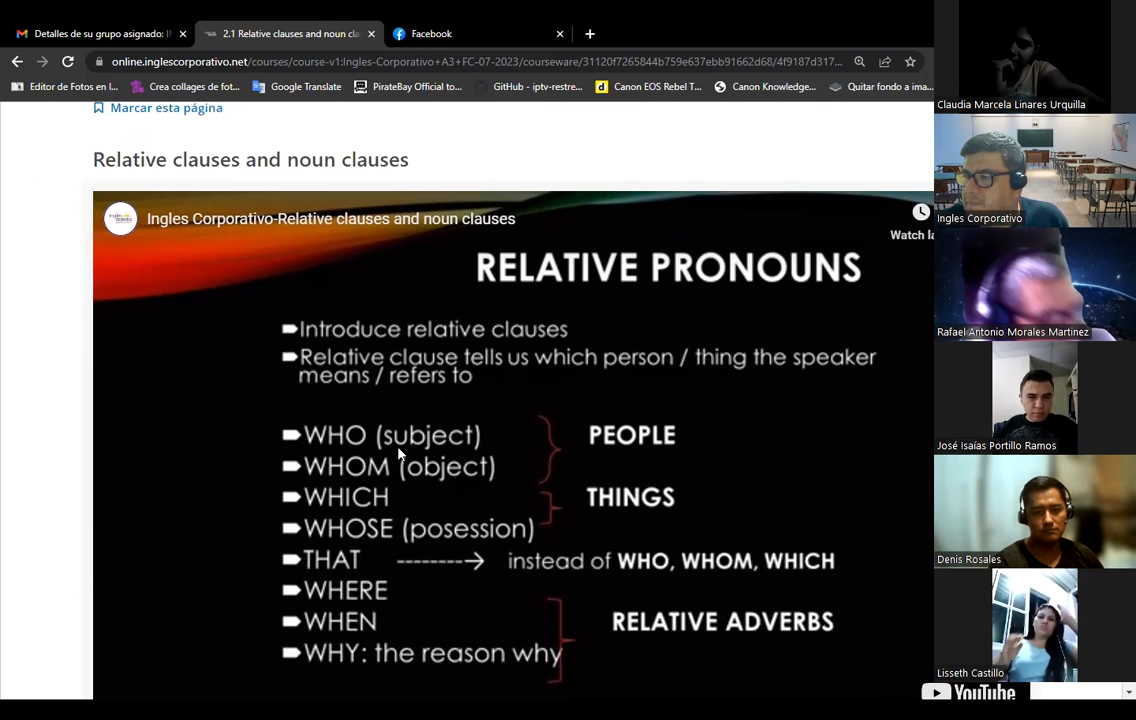 Detalles de su grupo asignado: I
2.1 Relative clauses and noun cla
Facebook
online.inglescorporativo.net/courses/course-v1:Ingles-Corporativo+A3+FC-07-2023/courseware/31120f7265844b759e637ebb91662d68/4f9187d317...
Editor de Fotos en l...
Crea collages de fot...
Google Translate
PirateBay Official to...
GitHub - iptv-restre...
Canon EOS Rebel T...
Canon Knowledge...
Quitar fondo a ima...
Marcar esta página
Relative clauses and noun clauses
Ingles Corporativo-Relative clauses and noun clauses
Watch la
RELATIVE PRONOUNS
Introduce relative clauses
Relative clause tells us which person / thing the speaker
means / refers to
WHO (subject)
PEOPLE
WHOM (object)
WHICH
THINGS
WHOSE (posession)
THAT --------→ instead of WHO, WHOM, WHICH
WHERE
WHEN
RELATIVE ADVERBS
WHY: the reason why
YouTube
Claudia Marcela Linares Urquilla
Ingles Corporativo
Rafael Antonio Morales Martinez
José Isaías Portillo Ramos
Denis Rosales
Lisseth Castillo